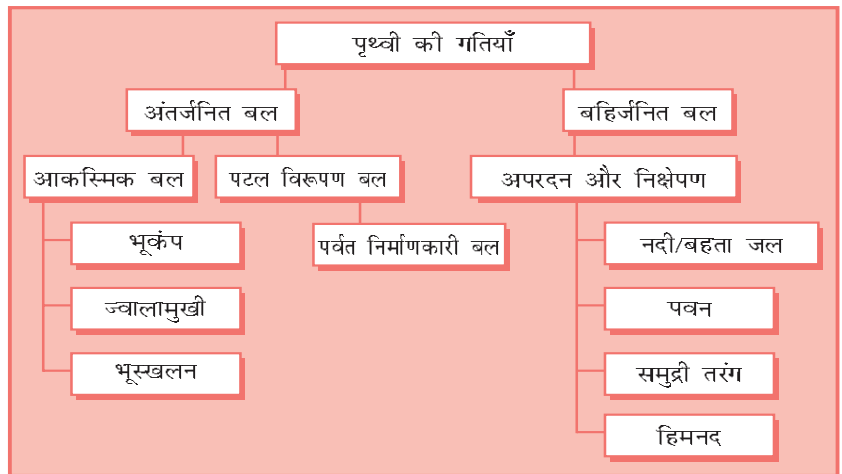 पृथ्वी की गतियाँ
अंतर्जनित बल
बहिर्जनित बल
आकस्मिक बल
पटल विरूपण बल
अपरदन और निक्षेपण
भूकंप
पर्वत निर्माणकारी बल
नदी/बहता जल
ज्वालामुखी
पवन
भूस्खलन
समुद्री तरंग
हिमनद